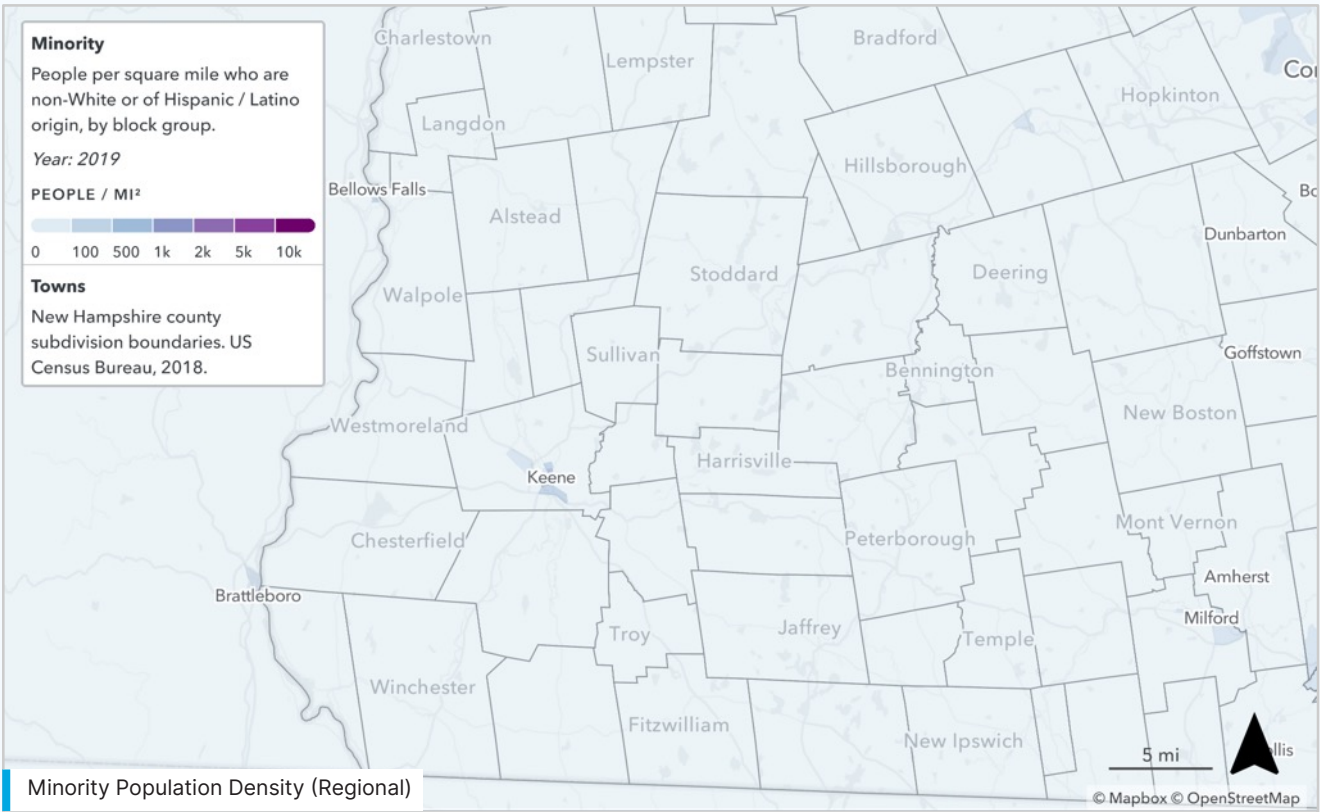 Minority
People per square mile who are
non-White or of Hispanic / Latino
origin, by block group.
Year: 2019
PEOPLE / MI²
0 100 500 1k 2k 5k 10k
Towns
New Hampshire county
subdivision boundaries. US
Census Bureau, 2018.
Charlestown
Bradford
Lempster
Hopkinton
Langdon
Hillsborough
Bellows Falls
Alstead
Dunbarton
Stoddard
Deering
Walpole
Sullivan
Goffstown
Bennington
New Boston
Westmoreland
Harrisville
Keene
Mont Vernon
Chesterfield
Peterborough
Amherst
Brattleboro
Milford
Troy
Jaffrey
Temple
Winchester
Fitzwilliam
New Ipswich
5 mi
Minority Population Density (Regional)
© Mapbox © OpenStreetMap